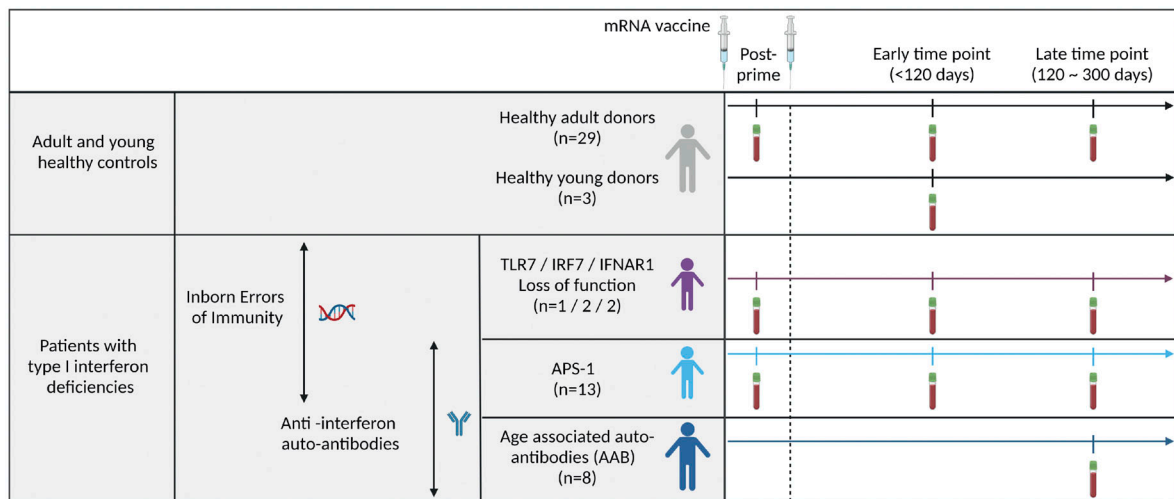 mRNA vaccine
Post-
prime
Early time point
(<120 days)
Late time point
(120 ~ 300 days)
Adult and young
healthy controls
Healthy adult donors
(n=29)
Healthy young donors
(n=3)
Patients with
type I interferon
deficiencies
Inborn Errors
of Immunity
Anti -interferon
auto-antibodies
TLR7 / IRF7 / IFNAR1
Loss of function
(n=1 / 2 / 2)
APS-1
(n=13)
Age associated auto-
antibodies (AAB)
(n=8)